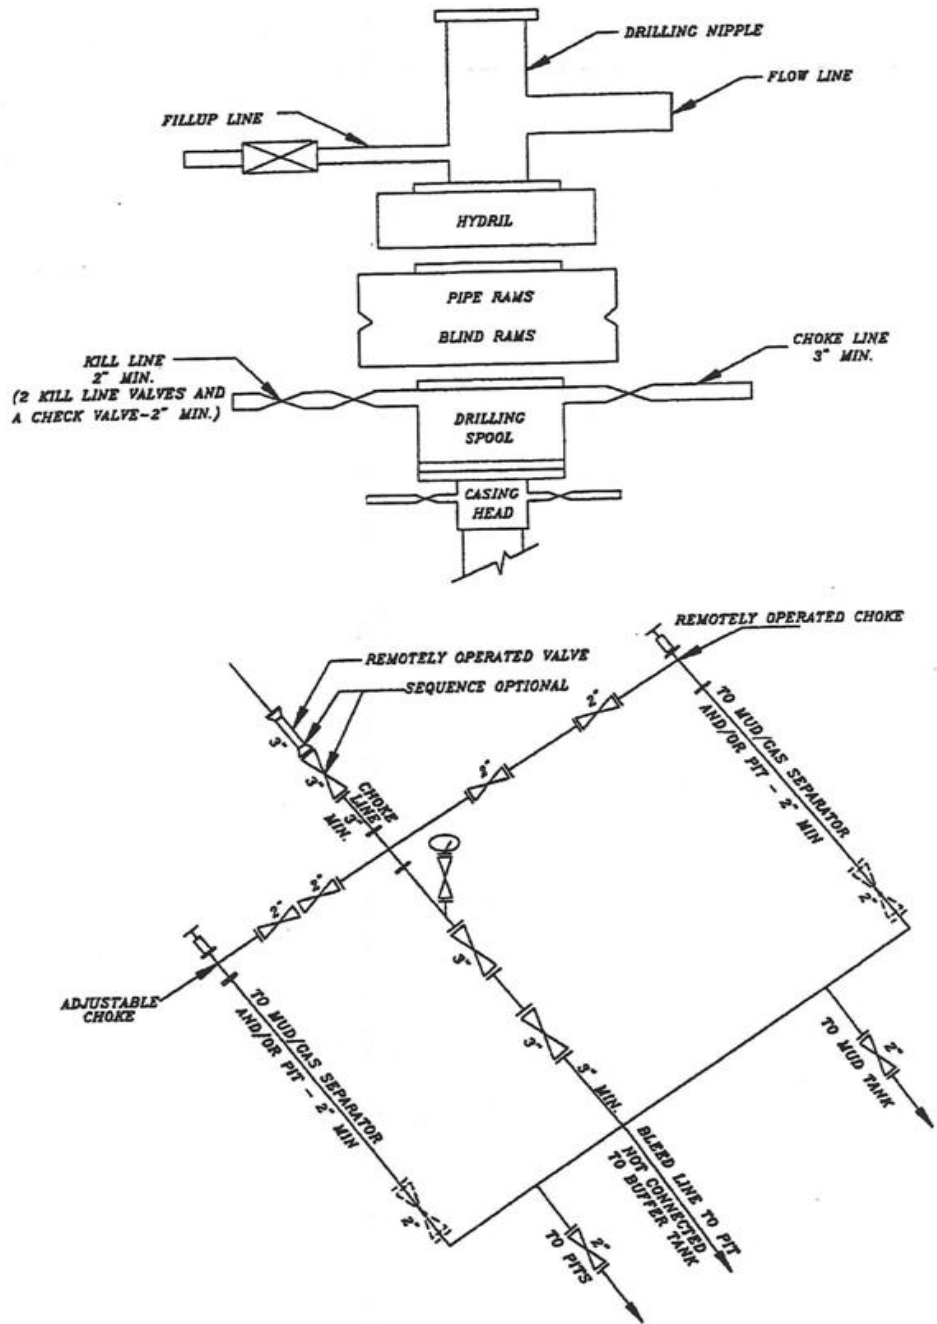 DRILLING NIPPLE
FLOW LINE
FILLUP LINE
HYDRIL
PIPE RAMS
BLIND RAMS
CHOKE LINE
3" MIN.
KILL LINE
2" MIN.
(2 KILL LINE VALVES AND
A CHECK VALVE-2" MIN.)
DRILLING
SPOOL
CASING
HEAD
REMOTELY OPERATED CHOKE
REMOTELY OPERATED VALVE
SEQUENCE OPTIONAL
3"
3"
CHOKE
LINE
3"
MIN.
2"
2"
TO MUD/GAS SEPARATOR
AND/OR PIT - 2" MIN
2"
2"
2"
ADJUSTABLE
CHOKE
TO MUD/GAS SEPARATOR
AND/OR PIT - 2" MIN
2"
3"
3"
3" MIN.
2"
TO MUD TANK
BLEED LINE TO PIT
NOT CONNECTED
TO BUFFER TANK
2"
TO PITS